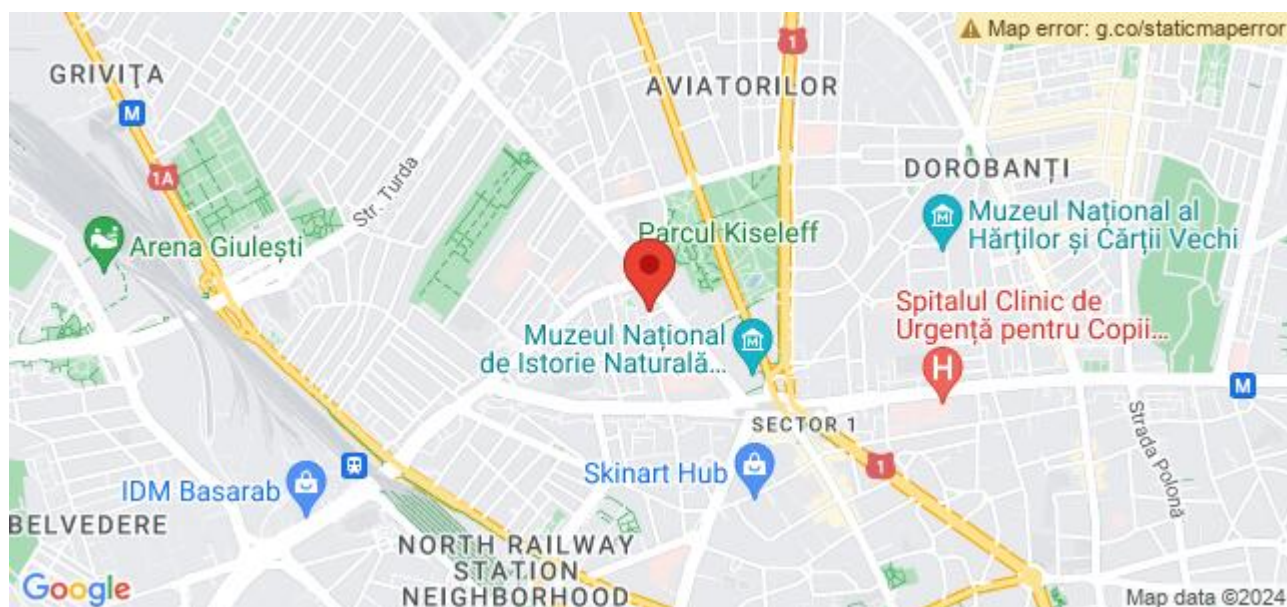 Map error: g.co/staticmaperror
GRIVIŢA
1
AVIATORILOR
M
DOROBANȚI
1A
Str. Turda
Muzeul Național al
Hărților și Cărții Vechi
Parcul Kiseleff
Arena Giulești
Spitalul Clinic de
Urgență pentru Copii...
Muzeul Național
de Istorie Naturală...
M
H
M
SECTOR 1
Strada Polonă
Skinart Hub
1
IDM Basarab
BELVEDERE
NORTH RAILWAY
STATION
NEIGHBORHOOD
Google
Map data ©2024